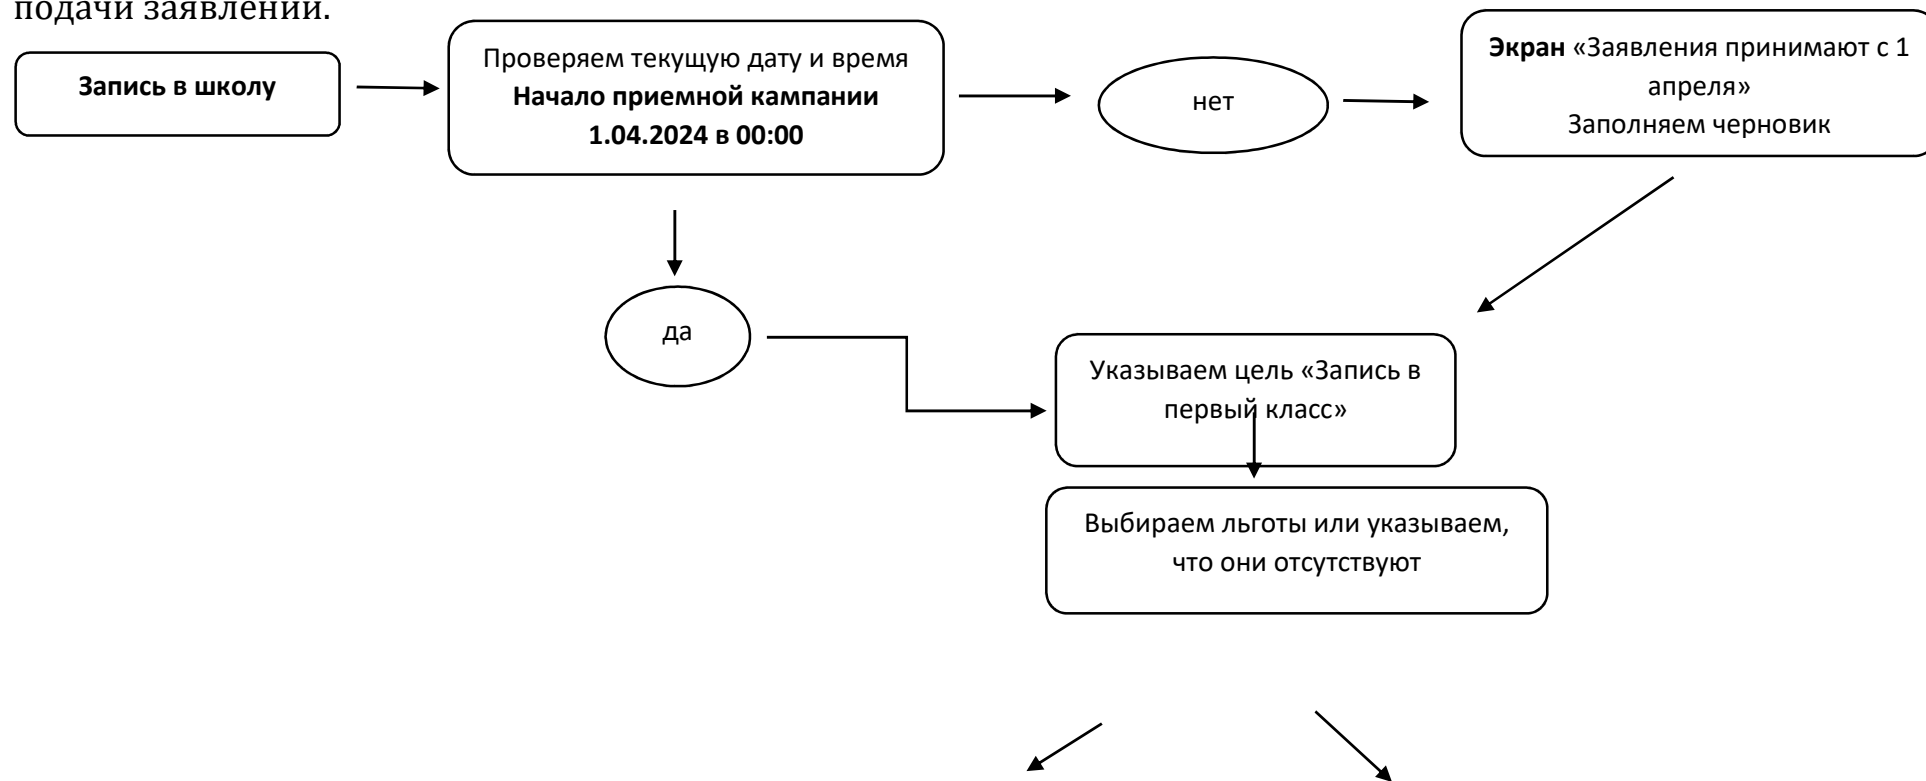 подачи заявлений.
Запись в школу
Проверяем текущую дату и время
Начало приемной кампании
1.04.2024 в 00:00
нет
Экран «Заявления принимают с 1
апреля»
Заполняем черновик
да
Указываем цель «Запись в
первый класс»
Выбираем льготы или указываем,
что они отсутствуют